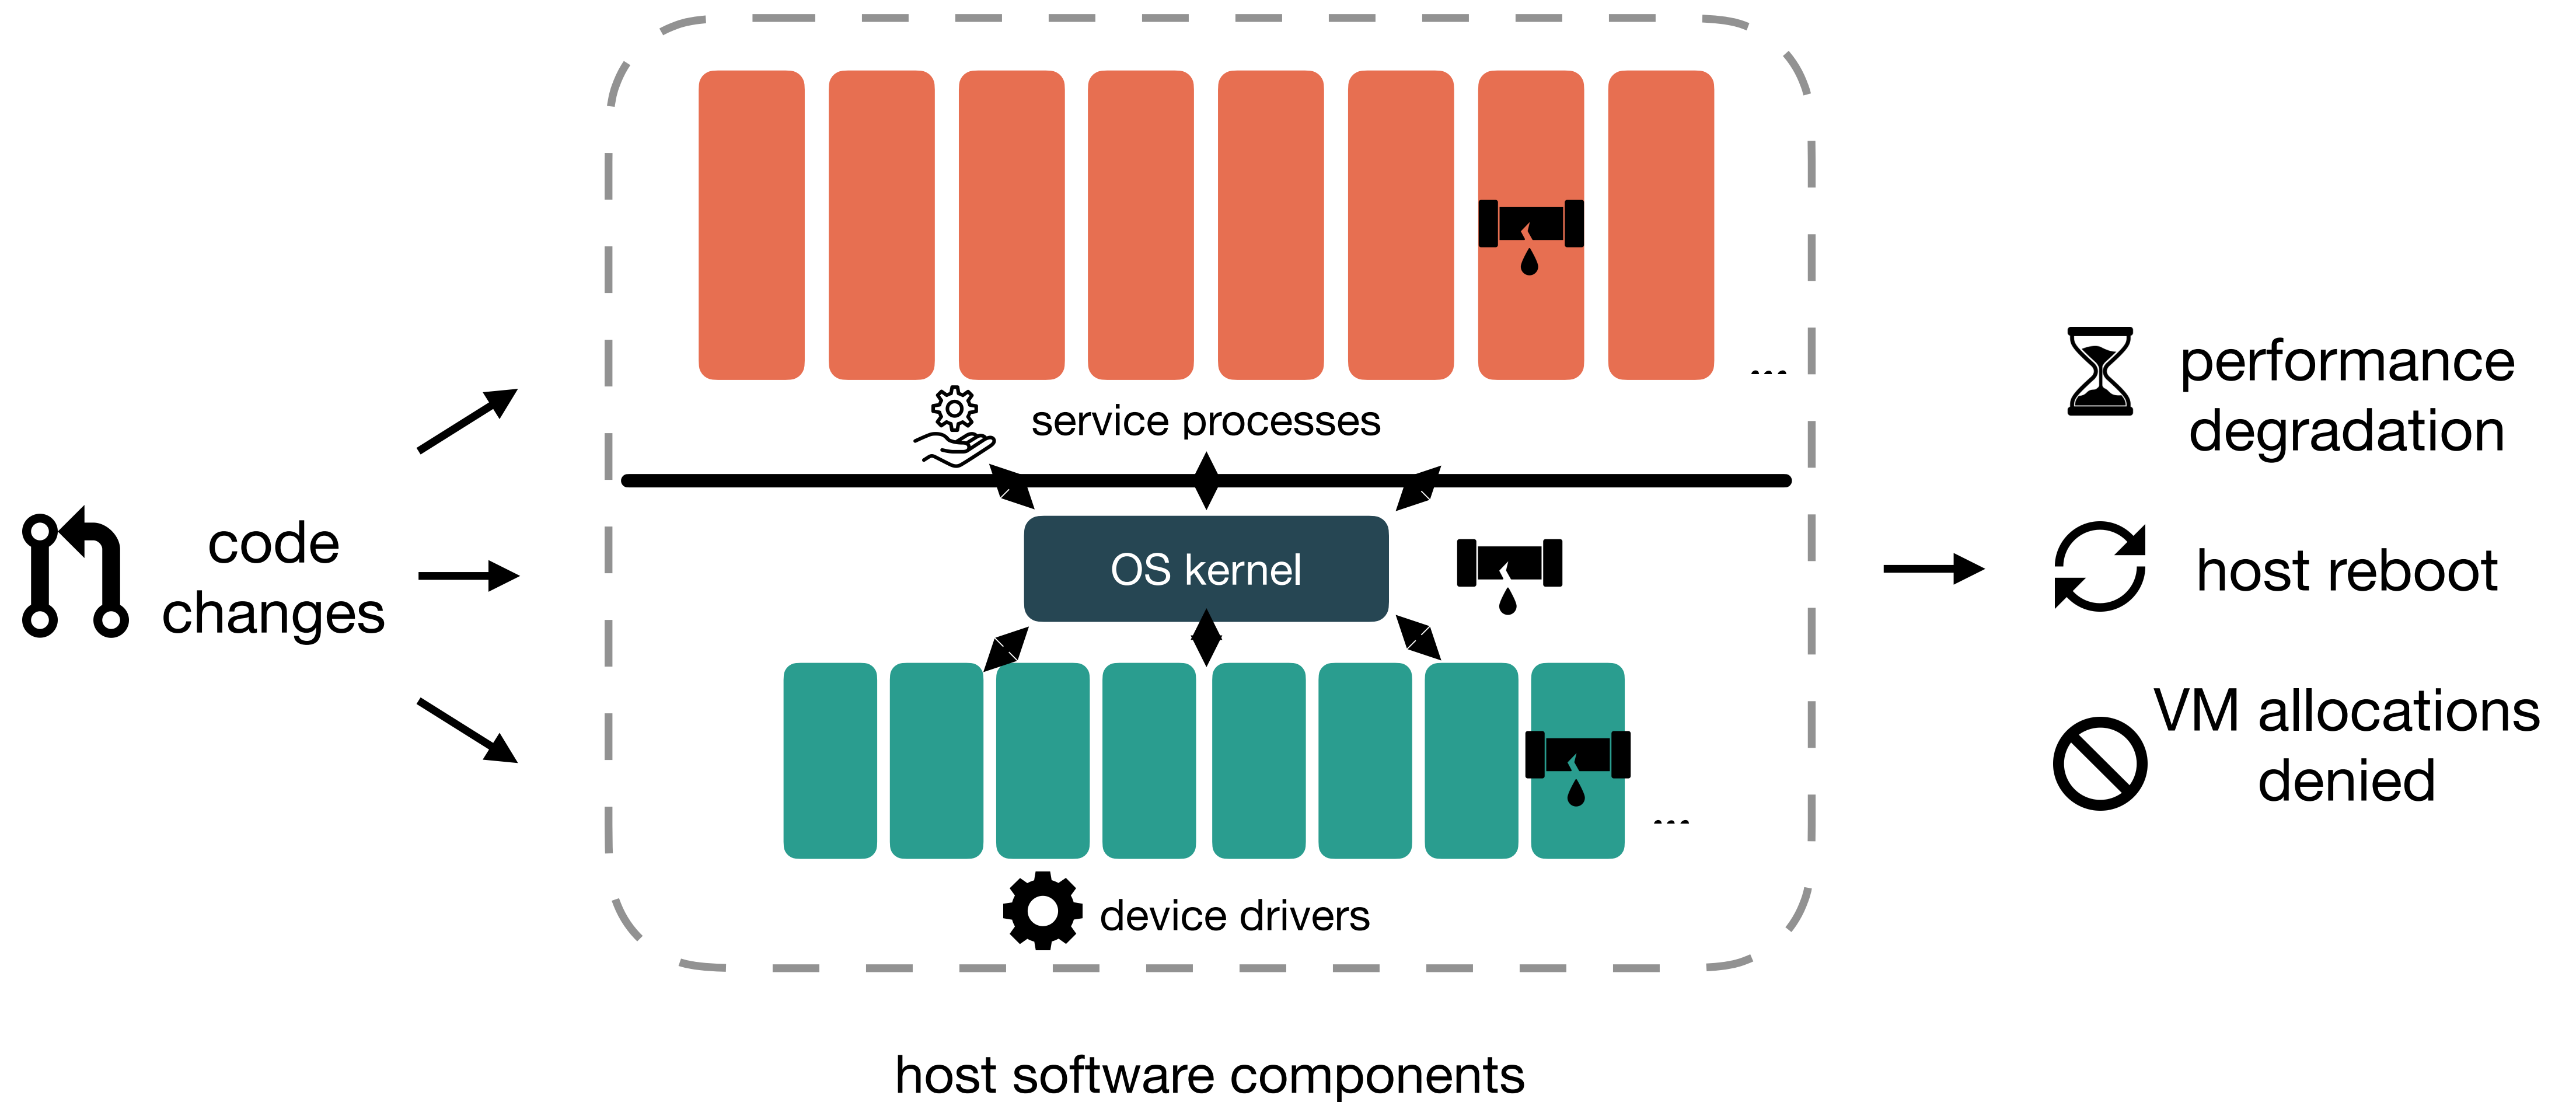 code
changes
...
service processes
OS kernel
...
device drivers
host software components
performance
degradation
host reboot
VM allocations
denied